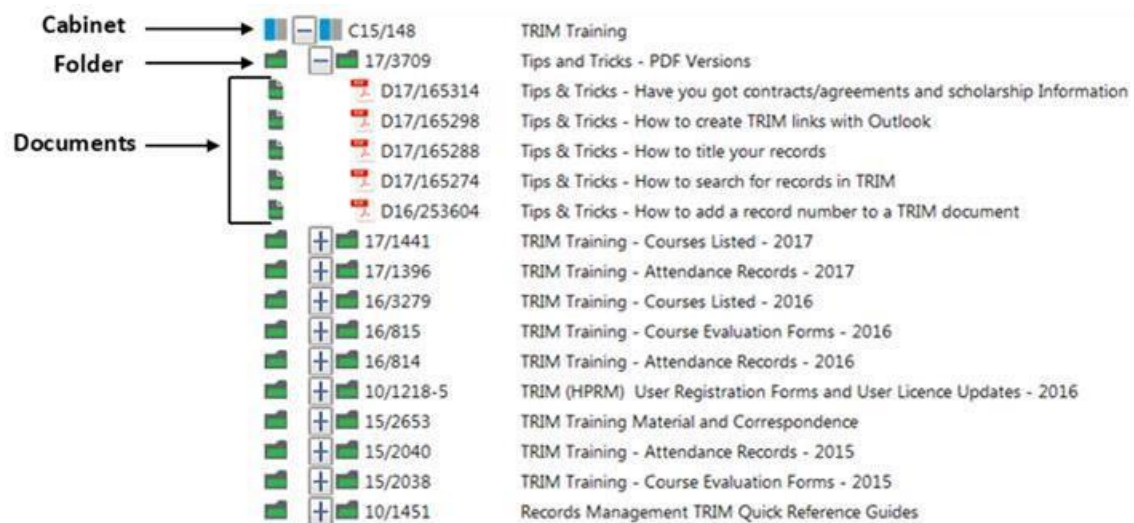 Cabinet C15/148 TRIM Training
Folder 17/3709 Tips and Tricks - PDF Versions
D17/165314 Tips & Tricks - Have you got contracts/agreements and scholarship Information
D17/165298 Tips & Tricks - How to create TRIM links with Outlook
Documents D17/165288 Tips & Tricks - How to title your records
D17/165274 Tips & Tricks - How to search for records in TRIM
D16/253604 Tips & Tricks - How to add a record number to a TRIM document
17/1441 TRIM Training - Courses Listed - 2017
17/1396 TRIM Training - Attendance Records - 2017
16/3279 TRIM Training - Courses Listed - 2016
16/815 TRIM Training - Course Evaluation Forms - 2016
16/814 TRIM Training - Attendance Records - 2016
10/1218-5 TRIM (HPRM) User Registration Forms and User Licence Updates - 2016
15/2653 TRIM Training Material and Correspondence
15/2040 TRIM Training - Attendance Records - 2015
15/2038 TRIM Training - Course Evaluation Forms - 2015
10/1451 Records Management TRIM Quick Reference Guides